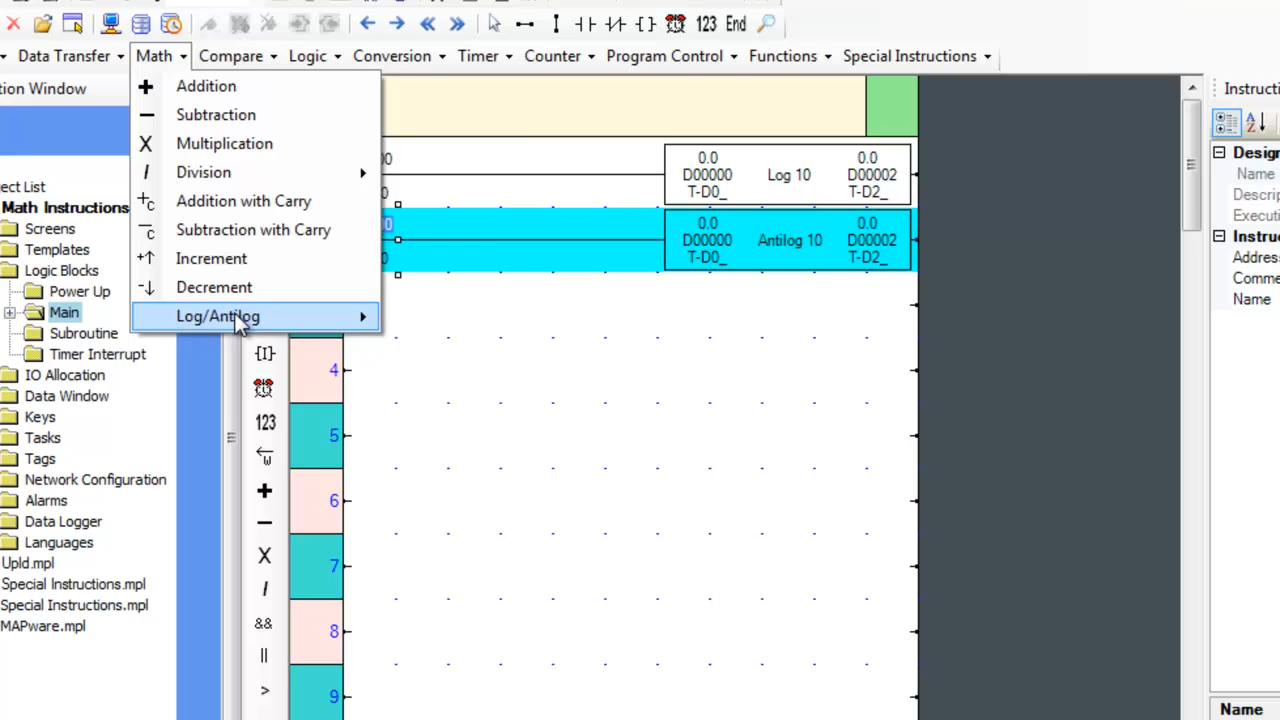 123 End
Data Transfer Math Compare Logic Conversion Timer Counter Program Control Functions Special Instructions
tion Window
Addition
Subtraction
Multiplication
Division
Addition with Carry
Subtraction with Carry
Increment
Decrement
Log/Antilog
ject List
Math Instructions
Screens
Templates
Logic Blocks
Power Up
Main
Subroutine
Timer Interrupt
IO Allocation
Data Window
Keys
Tasks
Tags
Network Configuration
Alarms
Data Logger
Languages
Upld.mpl
Special Instructions.mpl
Special Instructions.mpl
MAPware.mpl
123
&&
||
>
4
5
6
7
8
9
0.0
D00000
T-D0_
Log 10
0.0
D00002
T-D2_
0.0
D00000
T-D0_
Antilog 10
0.0
D00002
T-D2_
Instructi
Design
Name
Descrip
Executi
Instruc
Addres
Comme
Name
Name